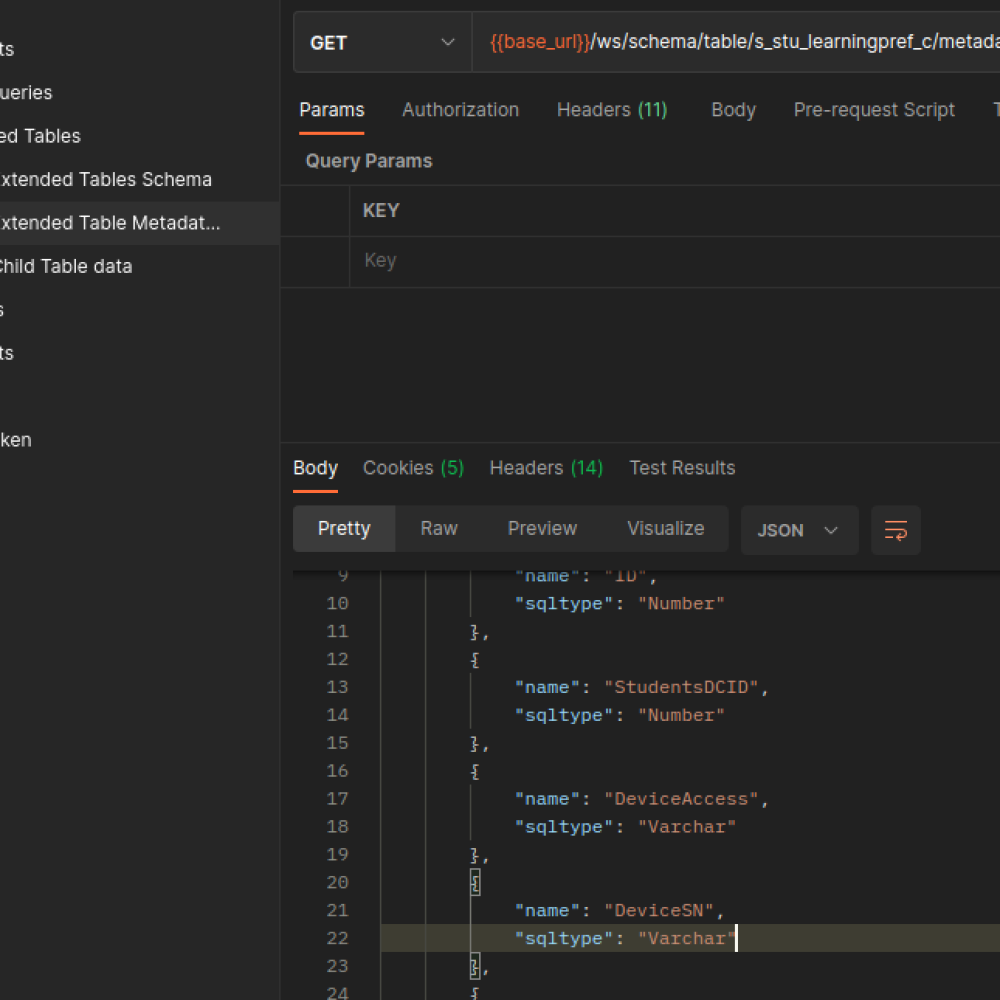 ts
ueries
ed Tables
xtended Tables Schema
xtended Table Metadat...
Child Table data
s
ts
ken
GET
{{base_url}}/ws/schema/table/s_stu_learningpref_c/metada
Params Authorization Headers (11) Body Pre-request Script T
Query Params
KEY
Key
Body Cookies (5) Headers (14) Test Results
Pretty Raw Preview Visualize JSON
9 "name": "ID",
10 "sqltype": "Number"
11 },
12 {
13 "name": "StudentsDCID",
14 "sqltype": "Number"
15 },
16 {
17 "name": "DeviceAccess",
18 "sqltype": "Varchar"
19 },
20 {
21 "name": "DeviceSN",
22 "sqltype": "Varchar"
23 },
24 {